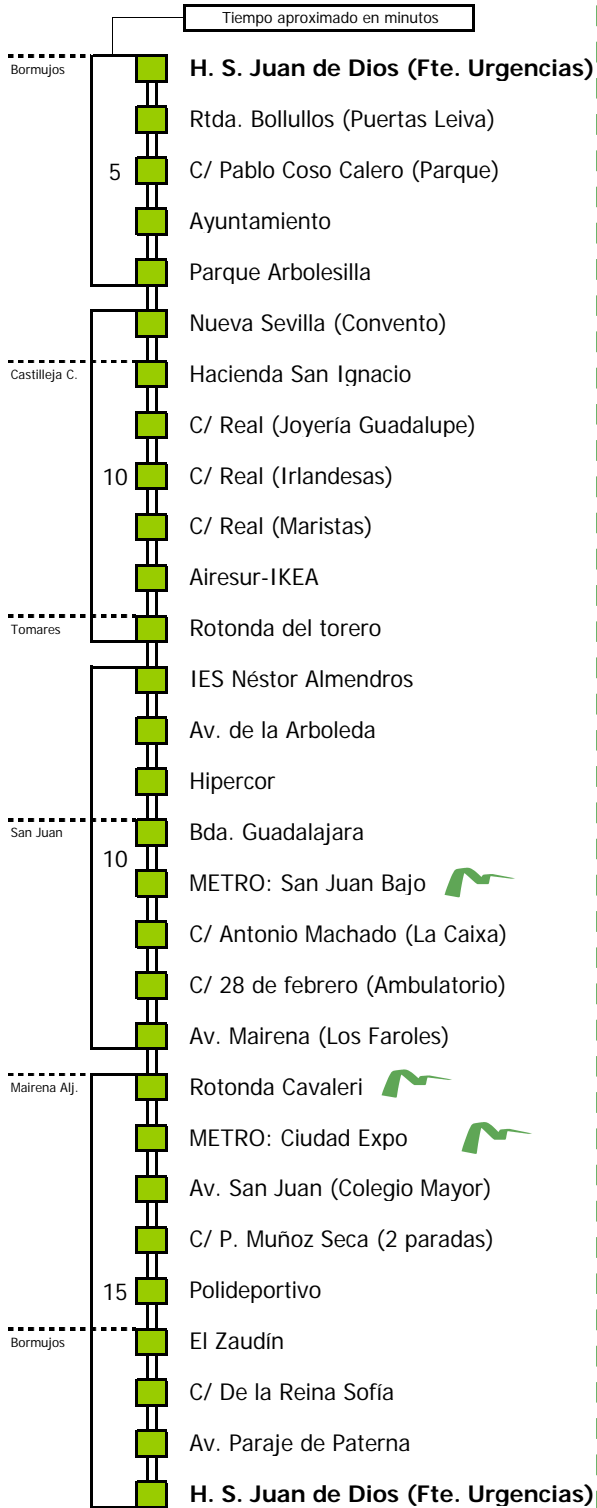 Tiempo aproximado en minutos
Bormujos
H. S. Juan de Dios (Fte. Urgencias)
Rtda. Bollullos (Puertas Leiva)
5
C/ Pablo Coso Calero (Parque)
Ayuntamiento
Parque Arbolesilla
Nueva Sevilla (Convento)
Castilleja C.
Hacienda San Ignacio
C/ Real (Joyería Guadalupe)
10
C/ Real (Irlandesas)
C/ Real (Maristas)
Airesur-IKEA
Tomares
Rotonda del torero
IES Néstor Almendros
Av. de la Arboleda
Hipercor
San Juan
Bda. Guadalajara
10
METRO: San Juan Bajo
C/ Antonio Machado (La Caixa)
C/ 28 de febrero (Ambulatorio)
Av. Mairena (Los Faroles)
Mairena Alj.
Rotonda Cavaleri
METRO: Ciudad Expo
Av. San Juan (Colegio Mayor)
C/ P. Muñoz Seca (2 paradas)
15
Polideportivo
Bormujos
El Zaudín
C/ De la Reina Sofía
Av. Paraje de Paterna
H. S. Juan de Dios (Fte. Urgencias)